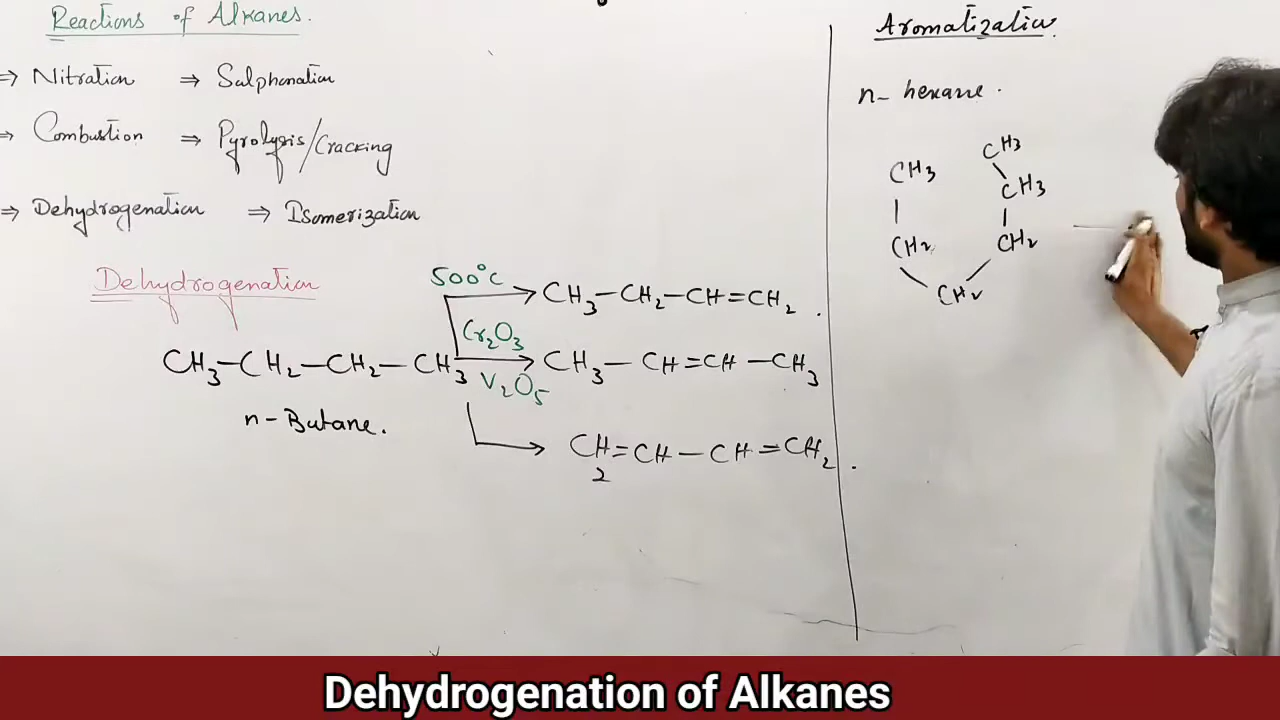 Reactions of Alkanes.
⇒ Nitration ⇒ Sulphonation
⇒ Combustion ⇒ Pyrolysis/Cracking
⇒ Dehydrogenation ⇒ Isomerization
Dehydrogenation
500°C
CH3–CH2–CH=CH2.
Cr2O3
CH3–CH2–CH2–CH3
V2O5
CH3–CH=CH–CH3
n-Butane.
CH2=CH–CH=CH2.
Aromatization
n-hexane.
CH3
CH3
CH3
CH2
CH2
CH2
Dehydrogenation of Alkanes